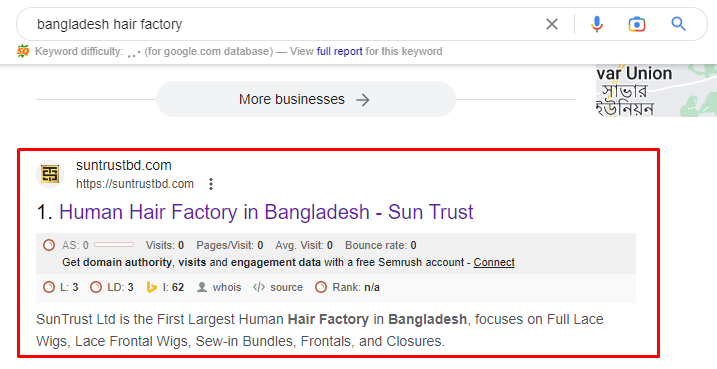 bangladesh hair factory
Keyword difficulty: (for google.com database) — View full report for this keyword
More businesses
var Union
সাভার
ইউনিয়ন
suntrustbd.com
https://suntrustbd.com
1. Human Hair Factory in Bangladesh - Sun Trust
AS: 0 Visits: 0 Pages/Visit: 0 Avg. Visit: 0 Bounce rate: 0
Get domain authority, visits and engagement data with a free Semrush account - Connect
L: 3 LD: 3 I: 62 whois </> source Rank: n/a
SunTrust Ltd is the First Largest Human Hair Factory in Bangladesh, focuses on Full Lace
Wigs, Lace Frontal Wigs, Sew-in Bundles, Frontals, and Closures.